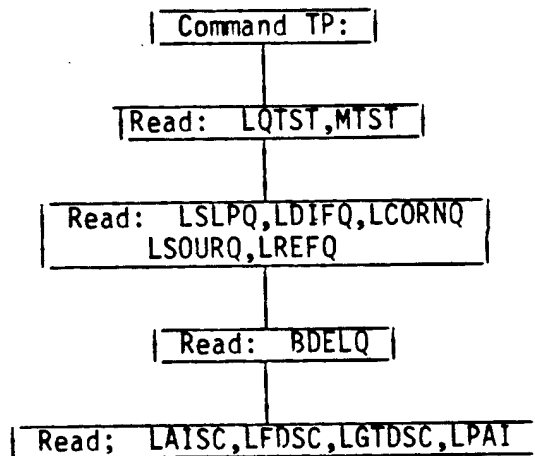 Command TP:
Read: LQTST,MTST
Read: LSLPQ,LDIFQ,LCORNQ
LSOURQ,LREFQ
Read: BDELQ
Read; LAISC,LFDSC,LGTDSC,LPAI